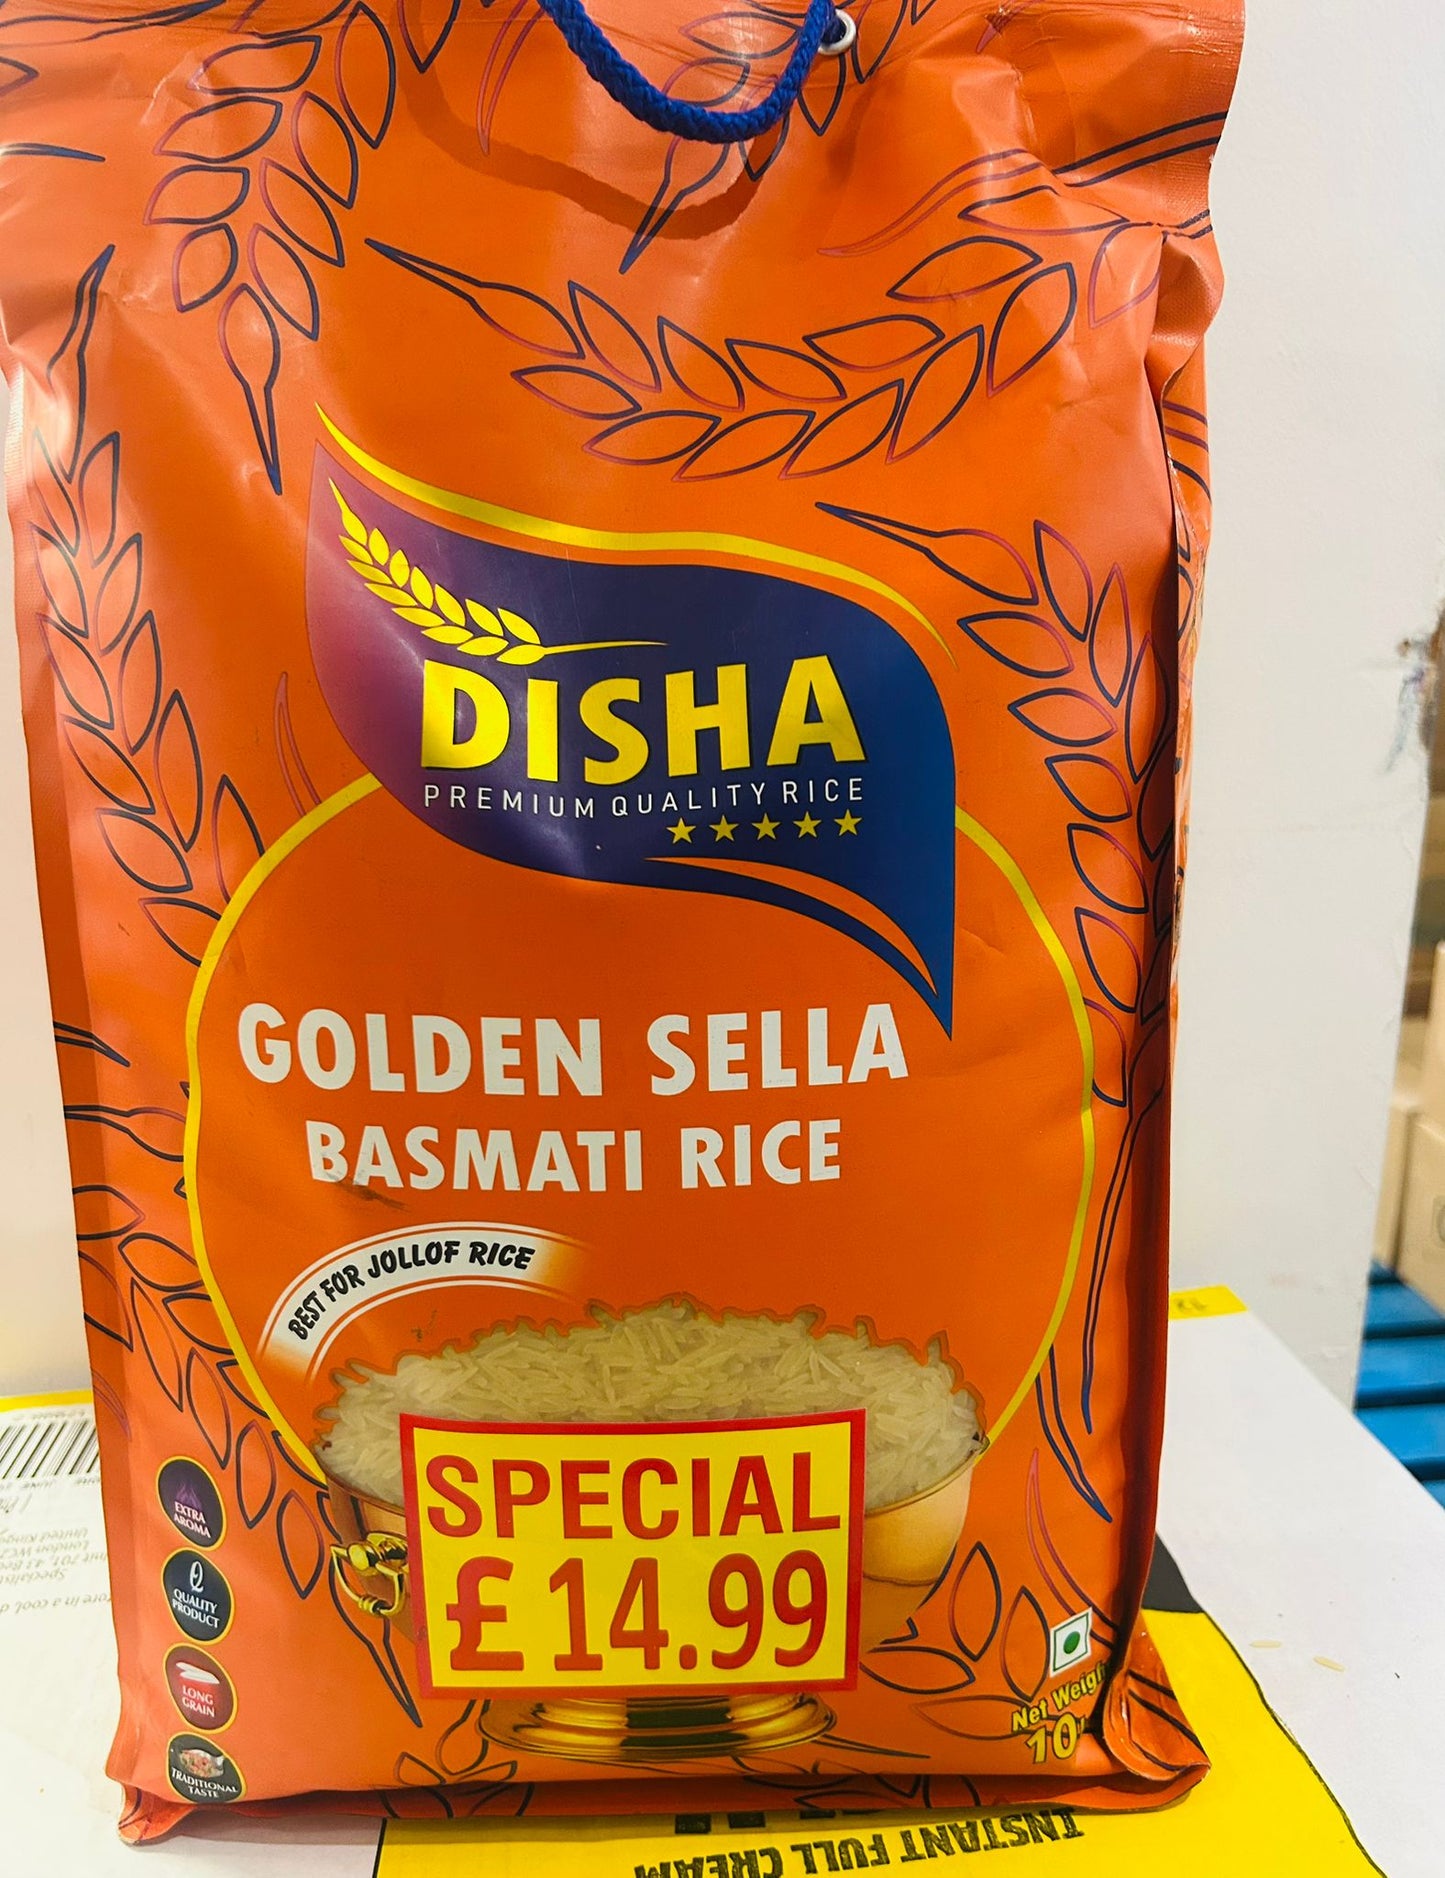 DISHA
PREMIUM QUALITY RICE
GOLDEN SELLA
BASMATI RICE
BEST FOR JOLLOF RICE
SPECIAL
£14.99
EXTRA
AROMA
QUALITY
PRODUCT
LONG
GRAIN
TRADITIONAL
TASTE
Net Weight
10
INSTANT FULL CREAM